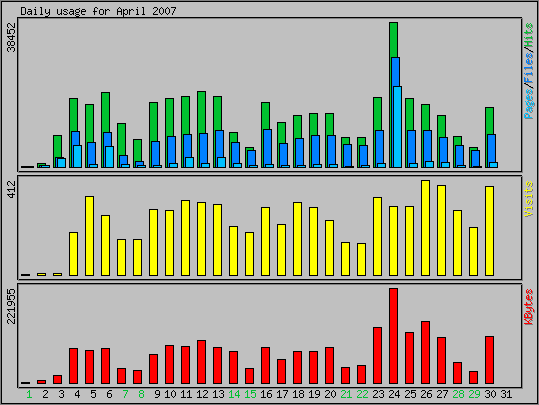 Daily usage for April 2007
38452
Pages/Files/Hits
412
Visits
221955
KBytes
1 2 3 4 5 6 7 8 9 10 11 12 13 14 15 16 17 18 19 20 21 22 23 24 25 26 27 28 29 30 31